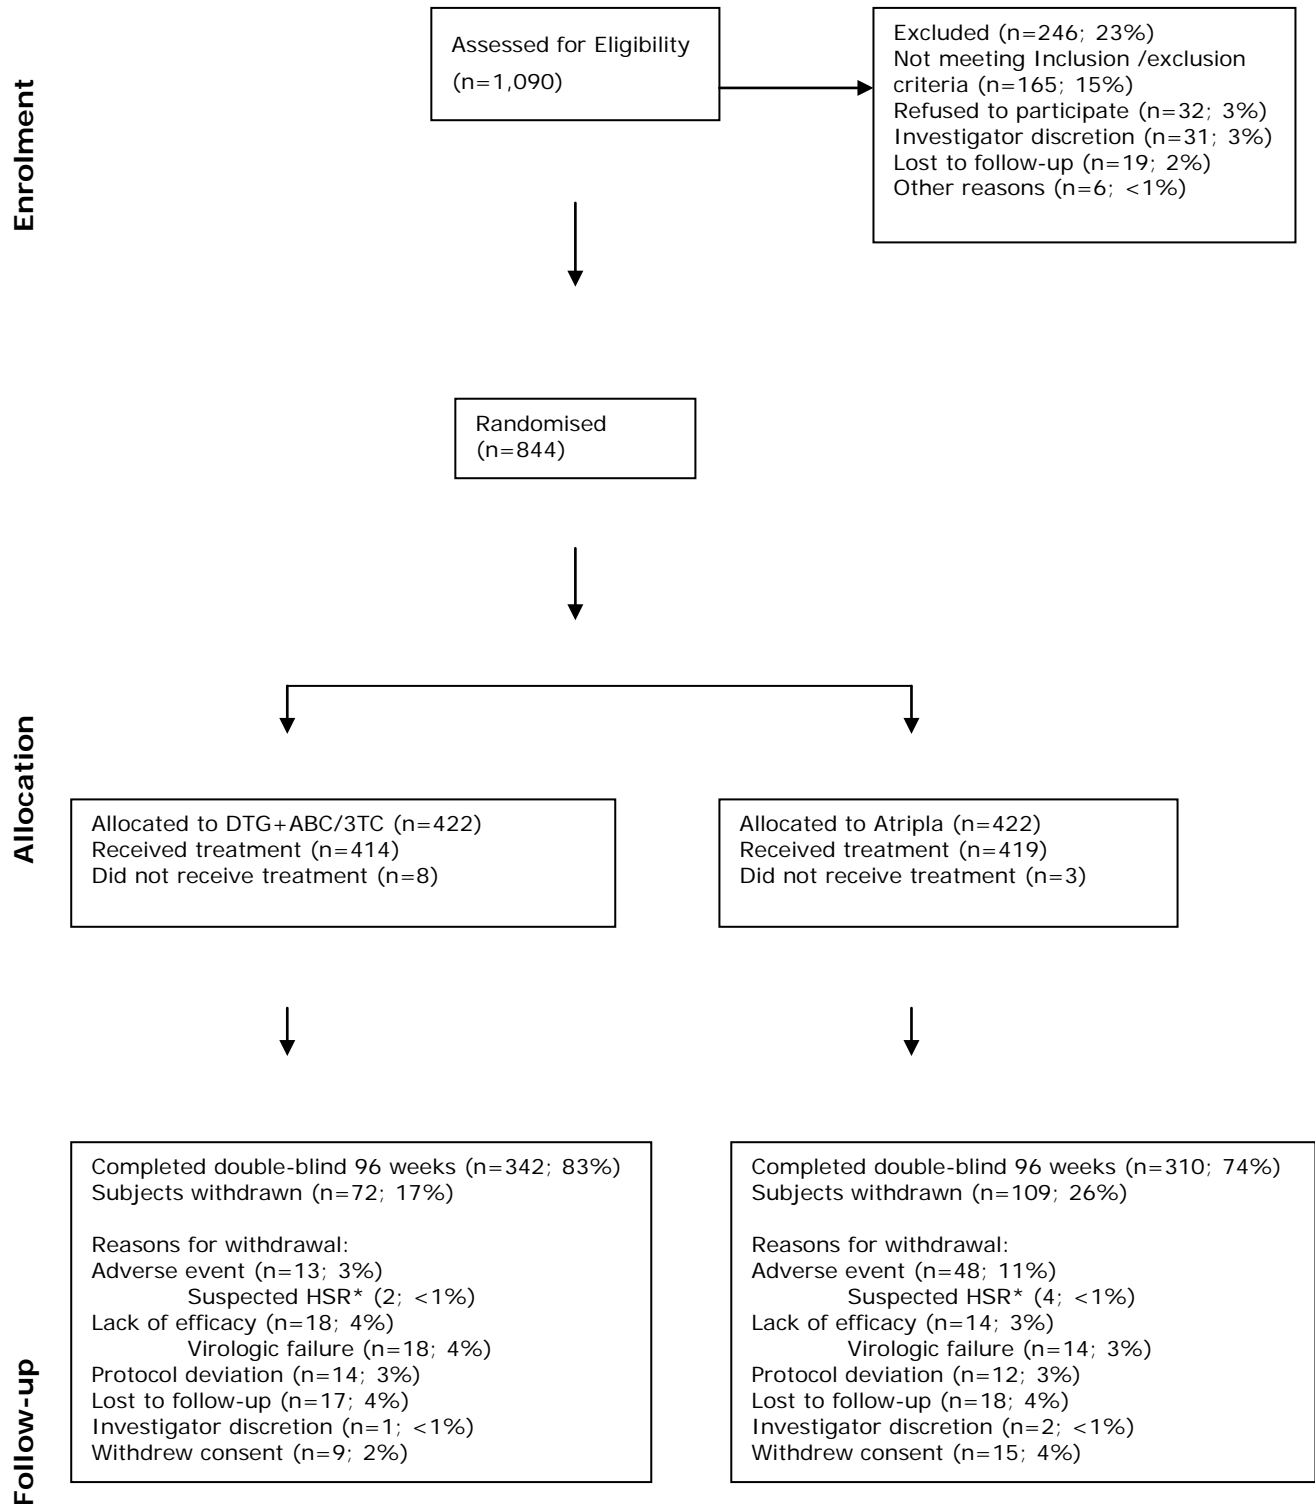 Enrolment
Assessed for Eligibility
(n=1,090)
Excluded (n=246; 23%)
Not meeting Inclusion /exclusion
criteria (n=165; 15%)
Refused to participate (n=32; 3%)
Investigator discretion (n=31; 3%)
Lost to follow-up (n=19; 2%)
Other reasons (n=6; <1%)
Randomised
(n=844)
Allocation
Allocated to DTG+ABC/3TC (n=422)
Received treatment (n=414)
Did not receive treatment (n=8)
Allocated to Atripla (n=422)
Received treatment (n=419)
Did not receive treatment (n=3)
Follow-up
Completed double-blind 96 weeks (n=342; 83%)
Subjects withdrawn (n=72; 17%)
Reasons for withdrawal:
Adverse event (n=13; 3%)
Suspected HSR* (2; <1%)
Lack of efficacy (n=18; 4%)
Virologic failure (n=18; 4%)
Protocol deviation (n=14; 3%)
Lost to follow-up (n=17; 4%)
Investigator discretion (n=1; <1%)
Withdrew consent (n=9; 2%)
Completed double-blind 96 weeks (n=310; 74%)
Subjects withdrawn (n=109; 26%)
Reasons for withdrawal:
Adverse event (n=48; 11%)
Suspected HSR* (4; <1%)
Lack of efficacy (n=14; 3%)
Virologic failure (n=14; 3%)
Protocol deviation (n=12; 3%)
Lost to follow-up (n=18; 4%)
Investigator discretion (n=2; <1%)
Withdrew consent (n=15; 4%)